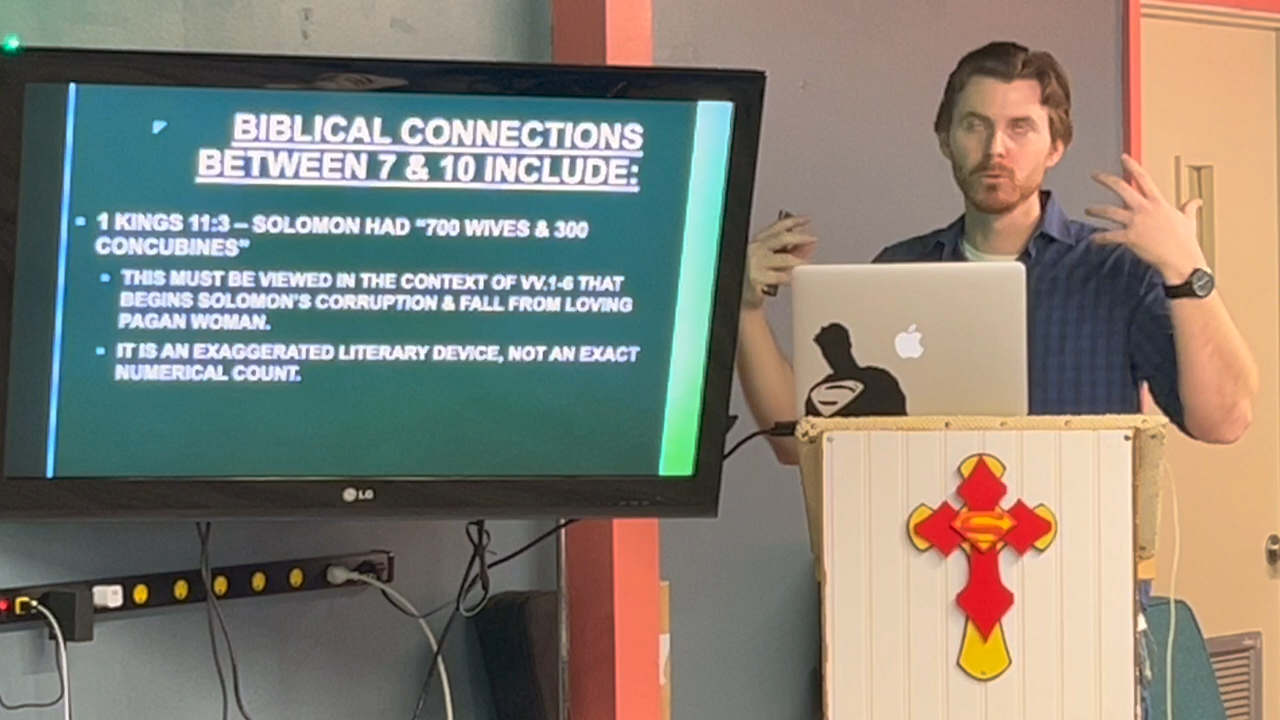 BIBLICAL CONNECTIONS
BETWEEN 7 & 10 INCLUDE:
1 KINGS 11:3 – SOLOMON HAD "700 WIVES & 300
CONCUBINES"
THIS MUST BE VIEWED IN THE CONTEXT OF VV.1-6 THAT
BEGINS SOLOMON'S CORRUPTION & FALL FROM LOVING
PAGAN WOMAN.
IT IS AN EXAGGERATED LITERARY DEVICE, NOT AN EXACT
NUMERICAL COUNT.
LG